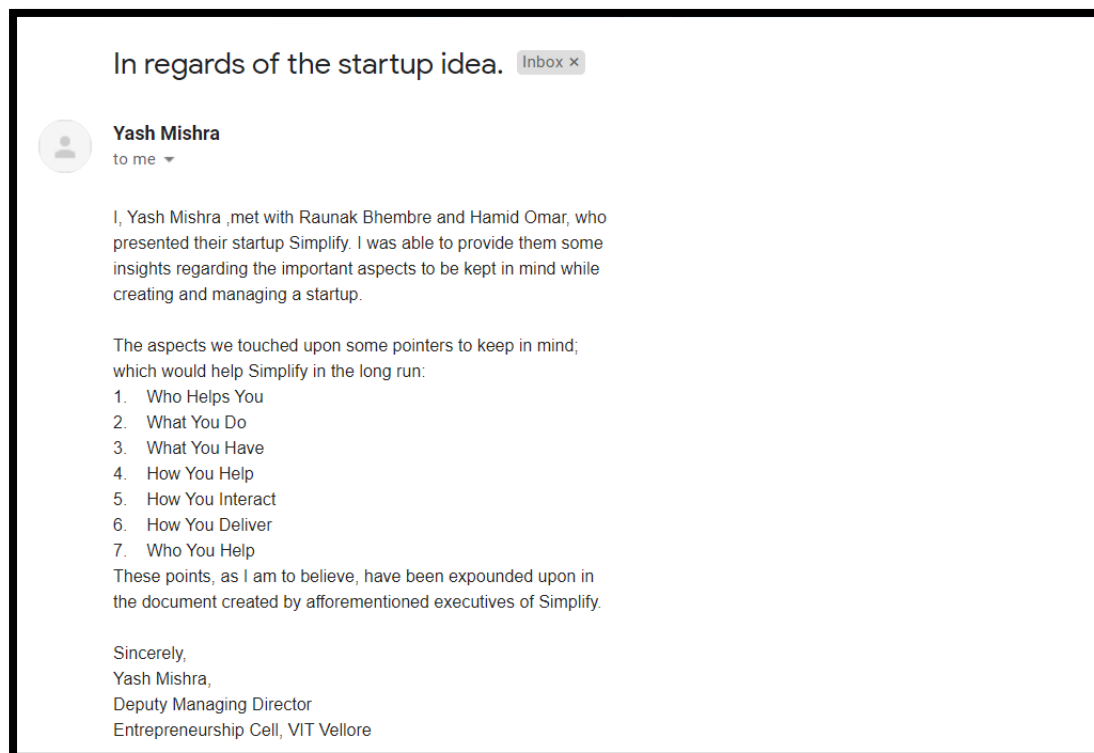 In regards of the startup idea. Inbox ×
Yash Mishra
to me
I, Yash Mishra ,met with Raunak Bhembre and Hamid Omar, who
presented their startup Simplify. I was able to provide them some
insights regarding the important aspects to be kept in mind while
creating and managing a startup.
The aspects we touched upon some pointers to keep in mind;
which would help Simplify in the long run:
1. Who Helps You
2. What You Do
3. What You Have
4. How You Help
5. How You Interact
6. How You Deliver
7. Who You Help
These points, as I am to believe, have been expounded upon in
the document created by afforementioned executives of Simplify.
Sincerely,
Yash Mishra,
Deputy Managing Director
Entrepreneurship Cell, VIT Vellore